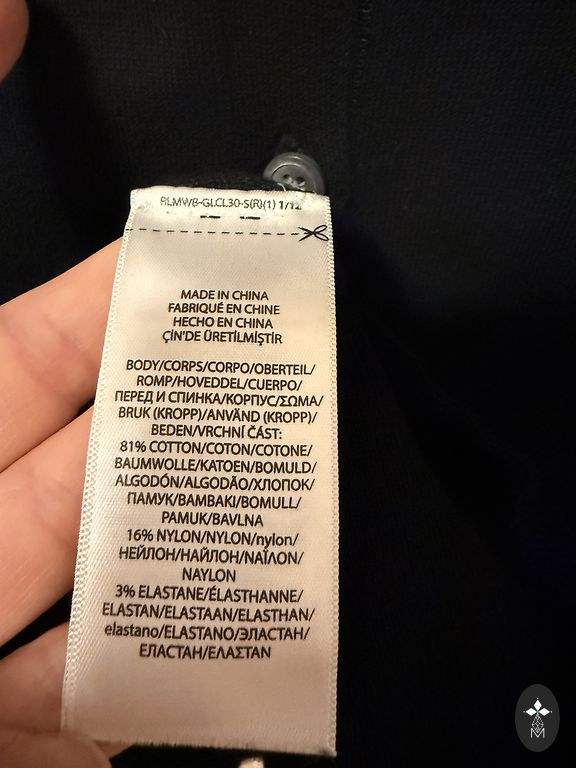 RLMW8-GLCL30-S(R)(1) 1/12
MADE IN CHINA
FABRIQUÉ EN CHINE
HECHO EN CHINA
ÇİN'DE ÜRETİLMİŞTİR
BODY/CORPS/CORPO/OBERTEIL/
ROMP/HOVEDDEL/CUERPO/
ПЕРЕД И СПИНКА/КОРПУС/ΣΩΜΑ/
BRUK (KROPP)/ANVÄND (KROPP)/
BEDEN/VRCHNÍ ČÁST:
81% COTTON/COTON/COTONE/
BAUMWOLLE/KATOEN/BOMULD/
ALGODÓN/ALGODÃO/ХЛОПОК/
ПАМУК/ΒΑΜΒΑΚΙ/BOMULL/
PAMUK/BAVLNA
16% NYLON/NYLON/nylon/
НЕЙЛОН/НАЙЛОН/ΝΑΪΛΟΝ/
NAYLON
3% ELASTANE/ÉLASTHANNE/
ELASTAN/ELASTAAN/ELASTHAN/
elastano/ELASTANO/ЭЛАСТАН/
ЕЛАСТАН/ΕΛΑΣΤΑΝ
M